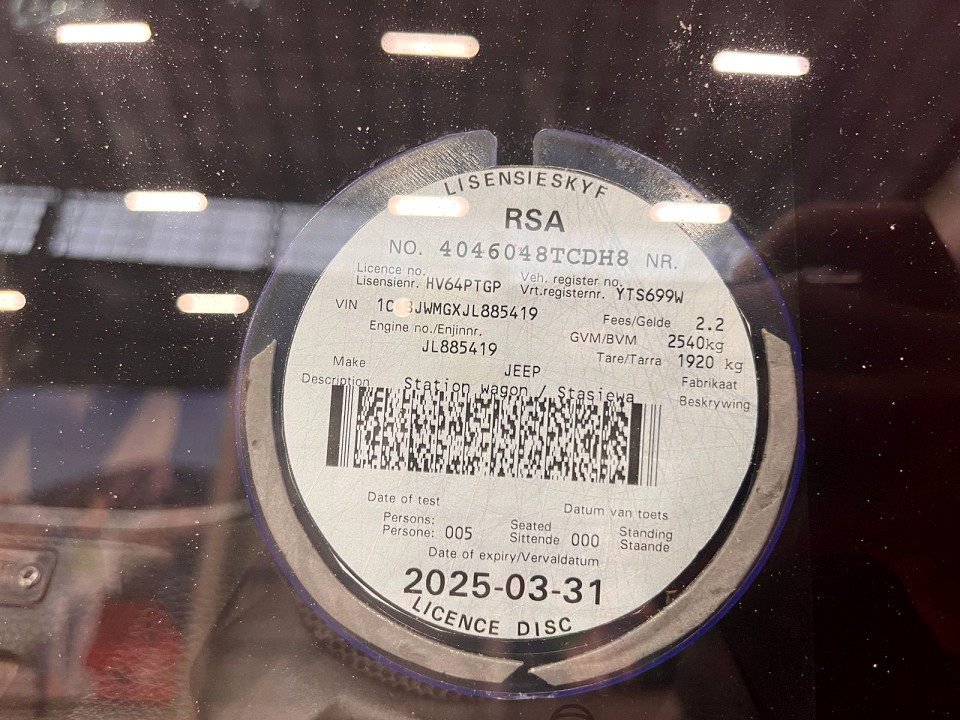 LISENSIESKYF
RSA
NO. 4046048TCDH8 NR.
Licence no. Lisensienr. HV64PTGP Veh. register no. Vrt.registernr. YTS699W
VIN Fees/Gelde 2.2
Engine no./Enjinnr. JL885419 GVM/BVM 2540kg
Tare/Tarra 1920 kg
Make JEEP Fabrikaat
Description Station wagon / Stasiewa Beskrywing
Date of test Datum van toets
Persons: Persone: 005 Seated Sittende 000 Standing Staande
Date of expiry/Vervaldatum
2025-03-31
LICENCE DISC